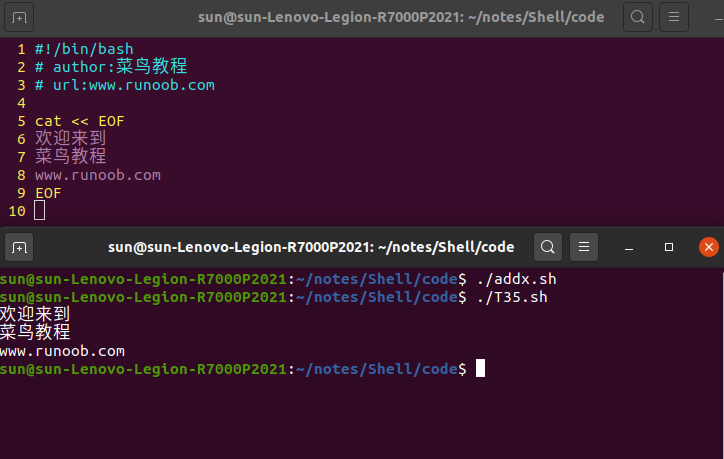 sun@sun-Lenovo-Legion-R7000P2021: ~/notes/Shell/code
1 #!/bin/bash
2 # author:菜鸟教程
3 # url:www.runoob.com
4
5 cat << EOF
6 欢迎来到
7 菜鸟教程
8 www.runoob.com
9 EOF
10
sun@sun-Lenovo-Legion-R7000P2021: ~/notes/Shell/code
sun@sun-Lenovo-Legion-R7000P2021:~/notes/Shell/code$ ./addx.sh
sun@sun-Lenovo-Legion-R7000P2021:~/notes/Shell/code$ ./T35.sh
欢迎来到
菜鸟教程
www.runoob.com
sun@sun-Lenovo-Legion-R7000P2021:~/notes/Shell/code$